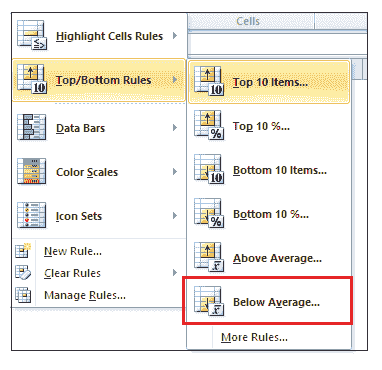 Cells
Highlight Cells Rules
Top/Bottom Rules
Data Bars
Color Scales
Icon Sets
New Rule...
Clear Rules
Manage Rules...
Top 10 Items...
Top 10 %...
Bottom 10 Items...
Bottom 10 %...
Above Average...
Below Average...
More Rules...